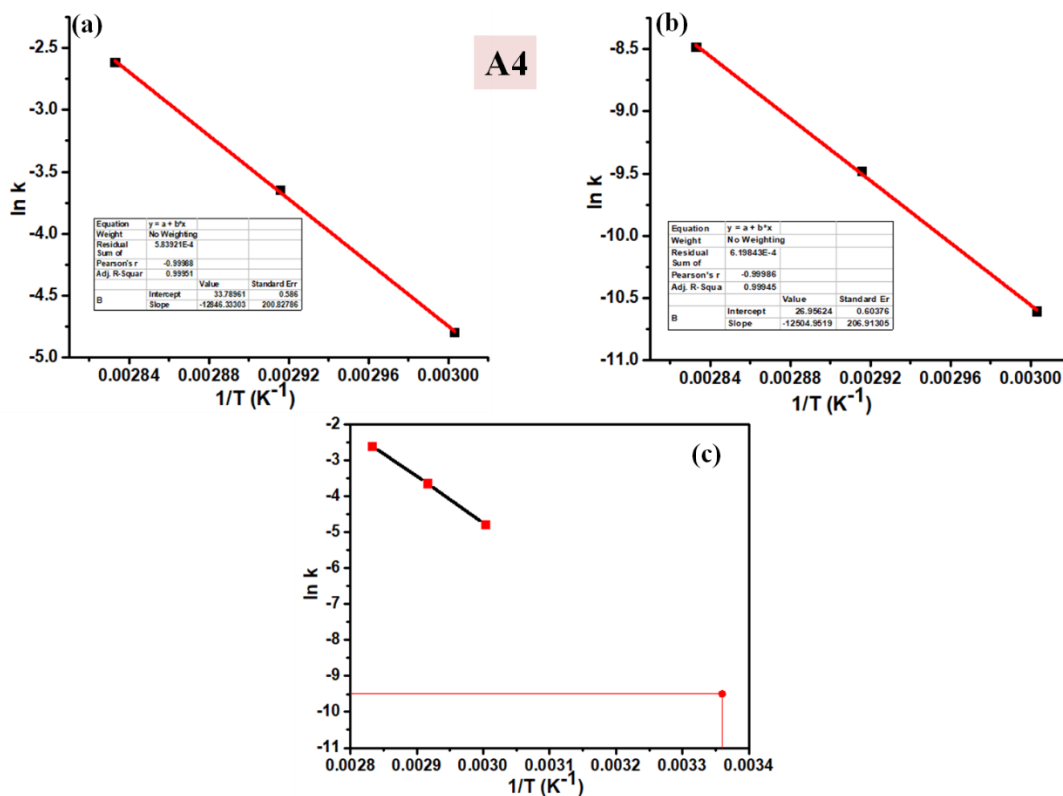 (a)
A4
(b)
-2.5
-3.0
-3.5
-4.0
-4.5
-5.0
ln k
Equation y = a + b*x
Weight No Weighting
Residual Sum of 5.83921E-4
Pearson's r -0.99988
Adj. R-Squar 0.99951
Value Standard Err
B Intercept 33.78961 0.586
Slope -12846.33303 200.82786
0.00284 0.00288 0.00292 0.00296 0.00300
1/T (K-1)
-8.5
-9.0
-9.5
-10.0
-10.5
-11.0
ln k
Equation y = a + b*x
Weight No Weighting
Residual Sum of 6.19843E-4
Pearson's r -0.99986
Adj. R-Squa 0.99945
Value Standard Er
B Intercept 26.95624 0.60376
Slope -12504.9519 206.91305
0.00284 0.00288 0.00292 0.00296 0.00300
1/T (K-1)
(c)
-2
-3
-4
-5
-6
-7
-8
-9
-10
-11
ln k
0.0028 0.0029 0.0030 0.0031 0.0032 0.0033 0.0034
1/T (K-1)